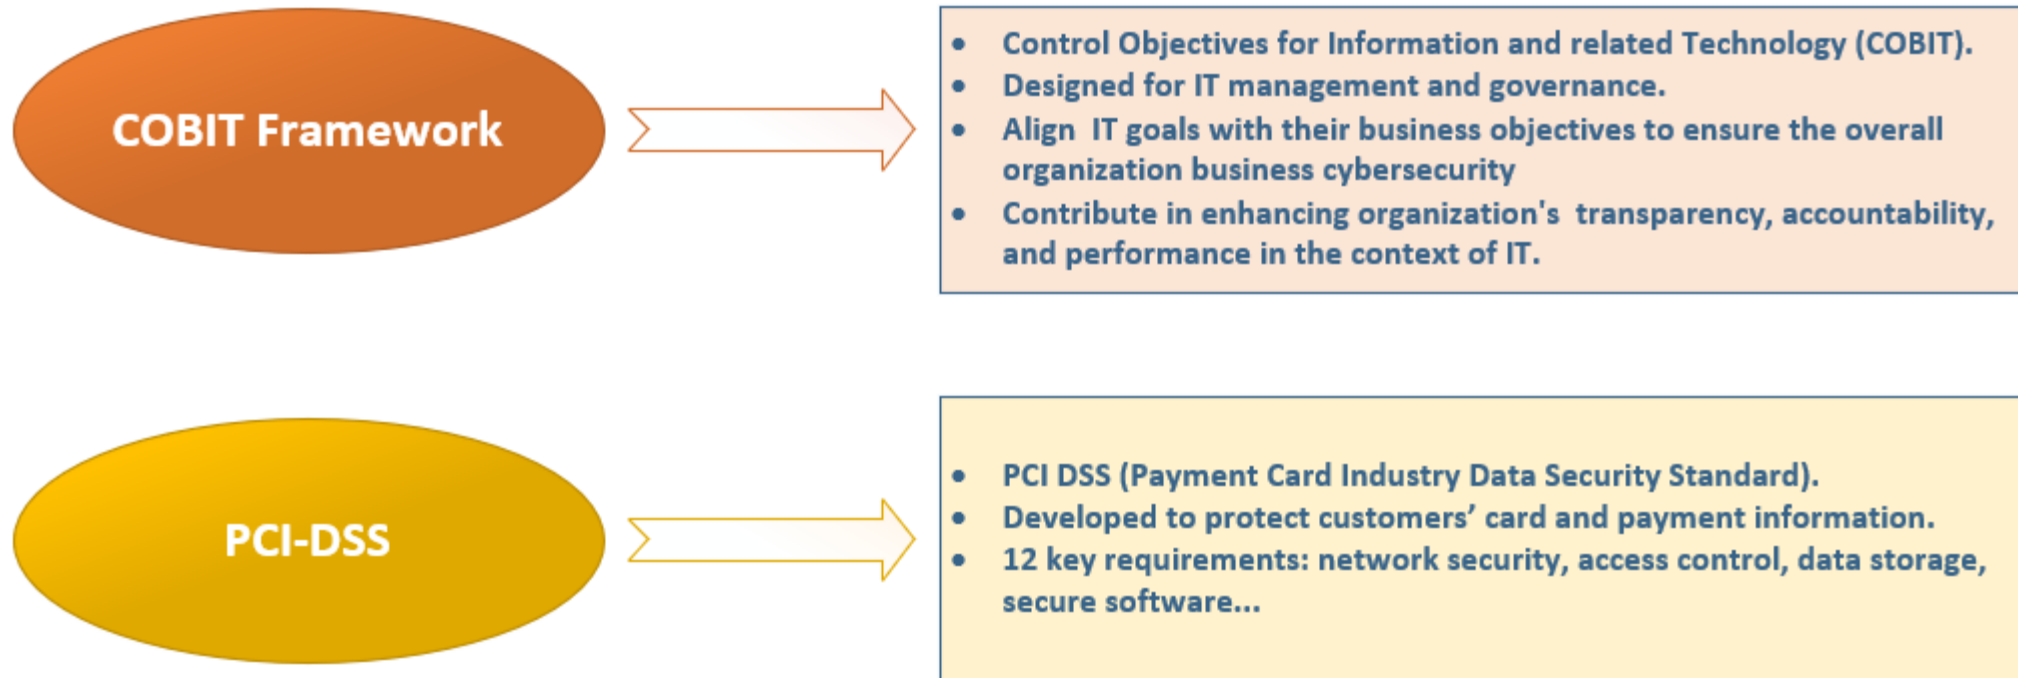 COBIT Framework
• Control Objectives for Information and related Technology (COBIT).
• Designed for IT management and governance.
• Align  IT goals with their business objectives to ensure the overall
organization business cybersecurity
• Contribute in enhancing organization's  transparency, accountability,
and performance in the context of IT.
PCI-DSS
• PCI DSS (Payment Card Industry Data Security Standard).
• Developed to protect customers’ card and payment information.
• 12 key requirements: network security, access control, data storage,
secure software...